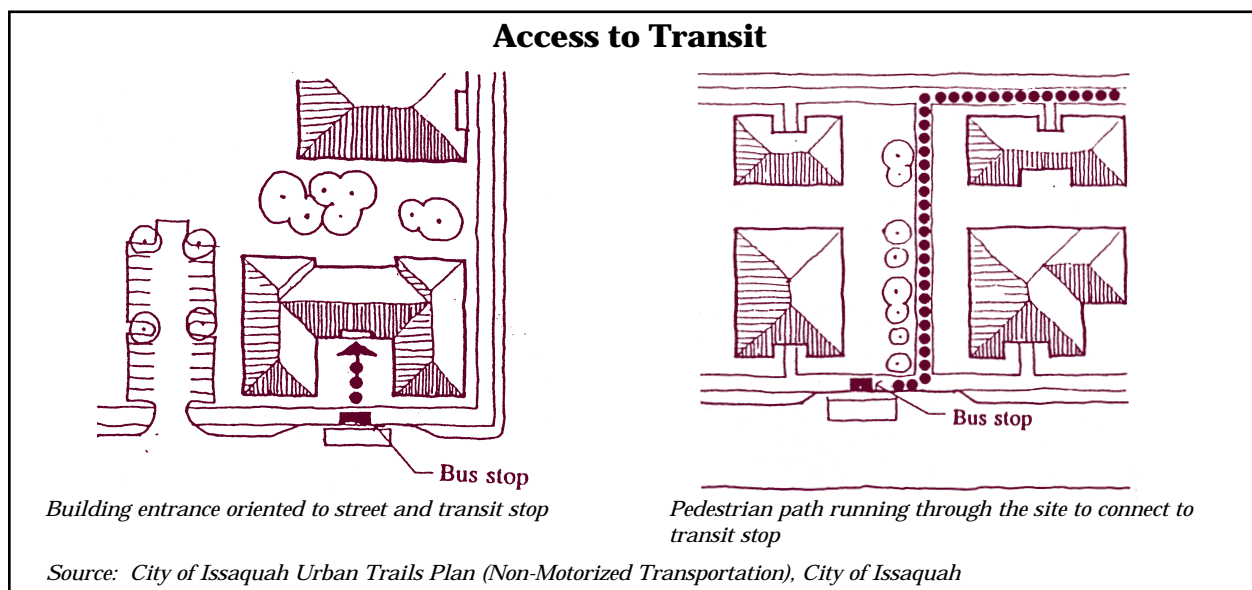 Access to Transit
Bus stop
Bus stop
Building entrance oriented to street and transit stop
Pedestrian path running through the site to connect to
transit stop
Source: City of Issaquah Urban Trails Plan (Non-Motorized Transportation), City of Issaquah